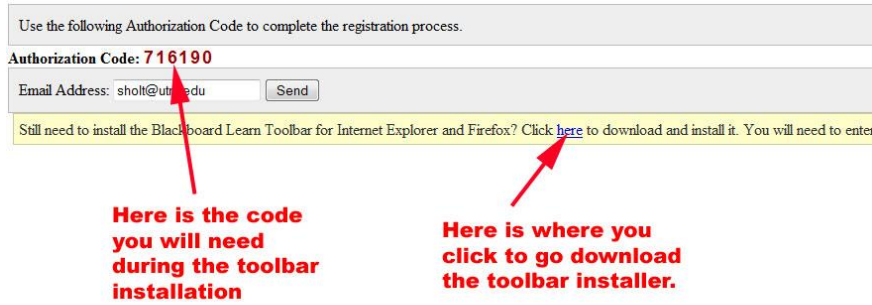 Use the following Authorization Code to complete the registration process.
Authorization Code: 716190
Email Address: Send
Still need to install the Blackboard Learn Toolbar for Internet Explorer and Firefox? Click here to download and install it. You will need to enter
Here is the code
you will need
during the toolbar
installation
Here is where you
click to go download
the toolbar installer.